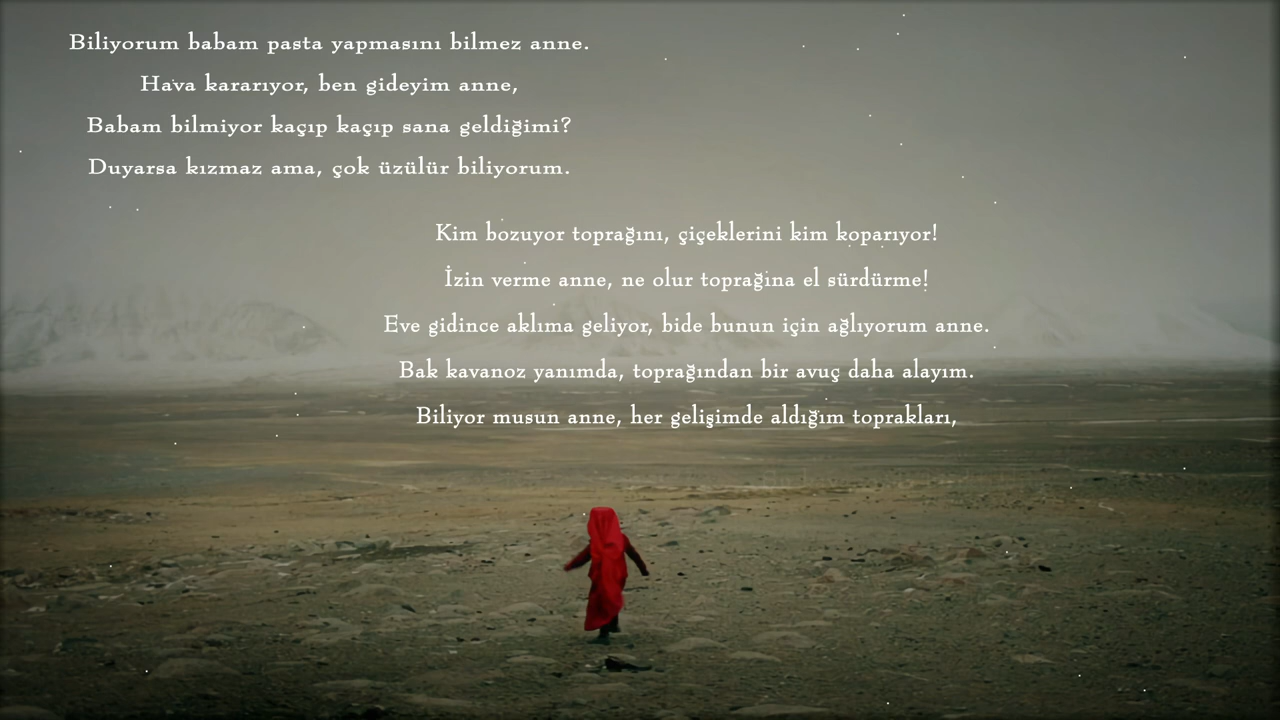 Biliyorum babam pasta yapmasını bilmez anne.
Hava kararıyor, ben gideyim anne,
Babam bilmiyor kaçıp kaçıp sana geldiğimi?
Duyarsa kızmaz ama, çok üzülür biliyorum.
Kim bozuyor toprağını, çiçeklerini kim koparıyor!
İzin verme anne, ne olur toprağına el sürdürme!
Eve gidince aklıma geliyor, bide bunun için ağlıyorum anne.
Bak kavanoz yanımda, toprağından bir avuç daha alayım.
Biliyor musun anne, her gelişimde aldığım toprakları,